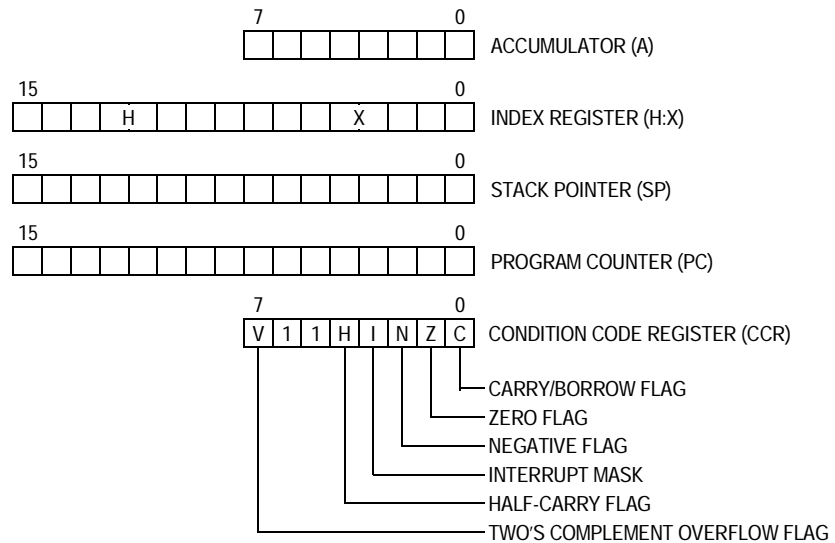 7 0
ACCUMULATOR (A)
15 0
H X INDEX REGISTER (H:X)
15 0
STACK POINTER (SP)
15 0
PROGRAM COUNTER (PC)
7 0
V 1 1 H I N Z C CONDITION CODE REGISTER (CCR)
CARRY/BORROW FLAG
ZERO FLAG
NEGATIVE FLAG
INTERRUPT MASK
HALF-CARRY FLAG
TWO'S COMPLEMENT OVERFLOW FLAG